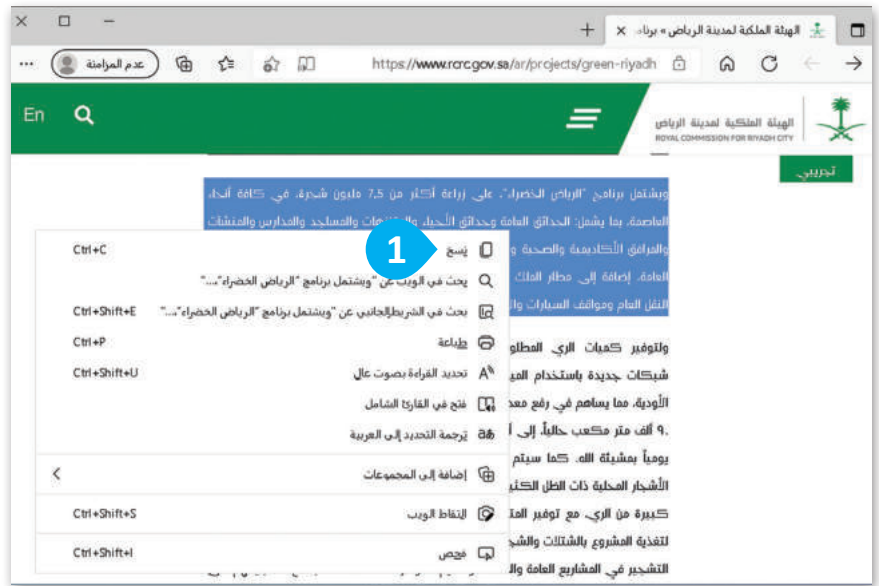 الهيئة الملكية لمدينة الرياض » برنا
عدم المزامنة
https://www.rcrc.gov.sa/ar/projects/green-riyadh
En
الهيئة الملكية لمدينة الرياض
ROYAL COMMISSION FOR RIYADH CITY
تجريبي
ويشتمل برنامج "الرياض الخضراء"، على زراعة أكثر من 7,5 مليون شجرة، في كافة أنحاء
العاصمة، بما يشمل: الحدائق العامة وحدائق الأحياء والمساجد والمدارس والمنشآت
والمرافق الأكاديمية والصحية و
العامة، إضافة إلى مطار الملك
النقل العام ومواقف السيارات وال
ولتوفير كميات الري المطلو
شبكات جديدة باستخدام الميا
الأودية، مما يساهم في رفع معد
٩٠ ألف متر مكعب حالياً، إلى أ
يومياً بمشيئة الله. كما سيتم
الأشجار المحلية ذات الظل الكثي
كبيرة من الري، مع توفير المت
لتغذية المشروع بالشتلات والشج
التشجير في المشاريع العامة وال
1
نسخ Ctrl+C
بحث في الويب عن "ويشتمل برنامج "الرياض الخضراء"،..."
بحث في الشريط الجانبي عن "ويشتمل برنامج "الرياض الخضراء"،..." Ctrl+Shift+E
طباعة Ctrl+P
تحديد القراءة بصوت عالٍ Ctrl+Shift+U
فتح في القارئ الشامل
ترجمة التحديد إلى العربية
إضافة إلى المجموعات
التقاط الويب Ctrl+Shift+S
فحص Ctrl+Shift+I